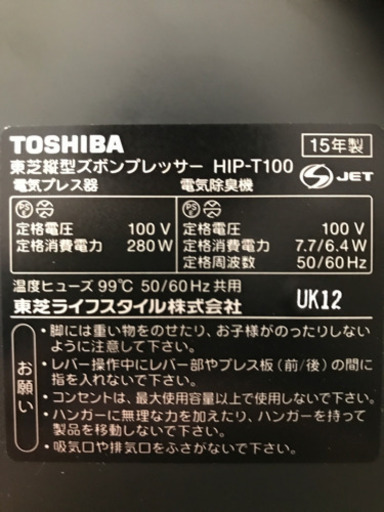 TOSHIBA
15年製
東芝縦型ズボンプレッサー HIP-T100
S JET
電気プレス器
電気除臭機
PS E
PS E
定格電圧 100 V
定格電圧 100 V
定格消費電力 280 W
定格消費電力 7.7/6.4 W
定格周波数 50/60 Hz
温度ヒューズ 99℃ 50/60 Hz 共用
東芝ライフスタイル株式会社
UK12
お願い
・脚には重い物をのせたり、お子様がのったりしない
ように注意して下さい。
・レバー操作中にレバー部やプレス板(前/後)の間に
指を入れないで下さい。
・コンセントは、最大使用容量以上で使用しないで下さい。
・ハンガーに無理な力を加えたり、ハンガーを持って
製品を移動しないで下さい。
・吸気口や排気口をふさがないで下さい。